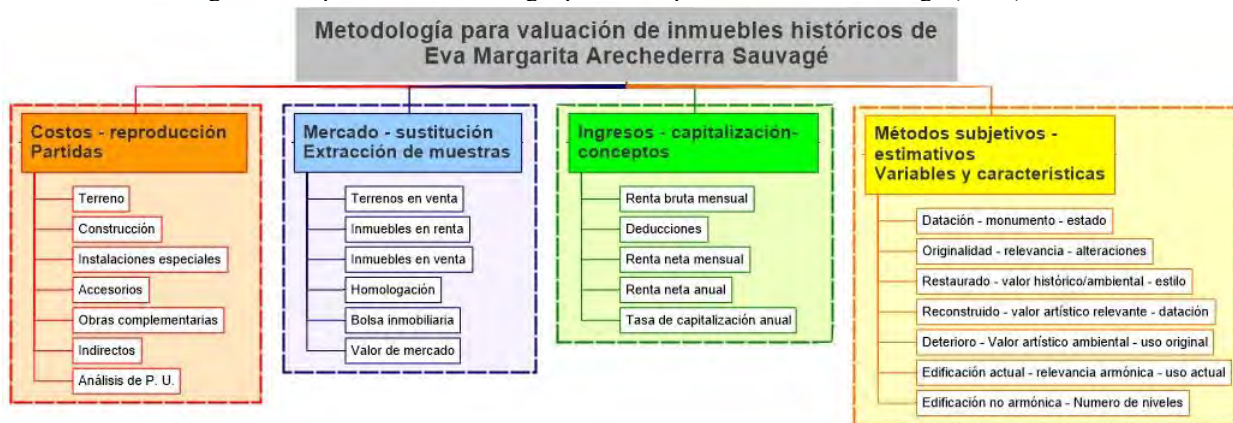 Metodología para valuación de inmuebles históricos de
Eva Margarita Arechederra Sauvagé
Costos - reproducción
Partidas
Terreno
Construcción
Instalaciones especiales
Accesorios
Obras complementarias
Indirectos
Análisis de P. U.
Mercado - sustitución
Extracción de muestras
Terrenos en venta
Inmuebles en renta
Inmuebles en venta
Homologación
Bolsa inmobiliaria
Valor de mercado
Ingresos - capitalización-
conceptos
Renta bruta mensual
Deducciones
Renta neta mensual
Renta neta anual
Tasa de capitalización anual
Métodos subjetivos -
estimativos
Variables y características
Datación - monumento - estado
Originalidad - relevancia - alteraciones
Restaurado - valor histórico/ambiental - estilo
Reconstruido - valor artístico relevante - datación
Deterioro - Valor artístico ambiental - uso original
Edificación actual - relevancia armónica - uso actual
Edificación no armónica - Numero de niveles